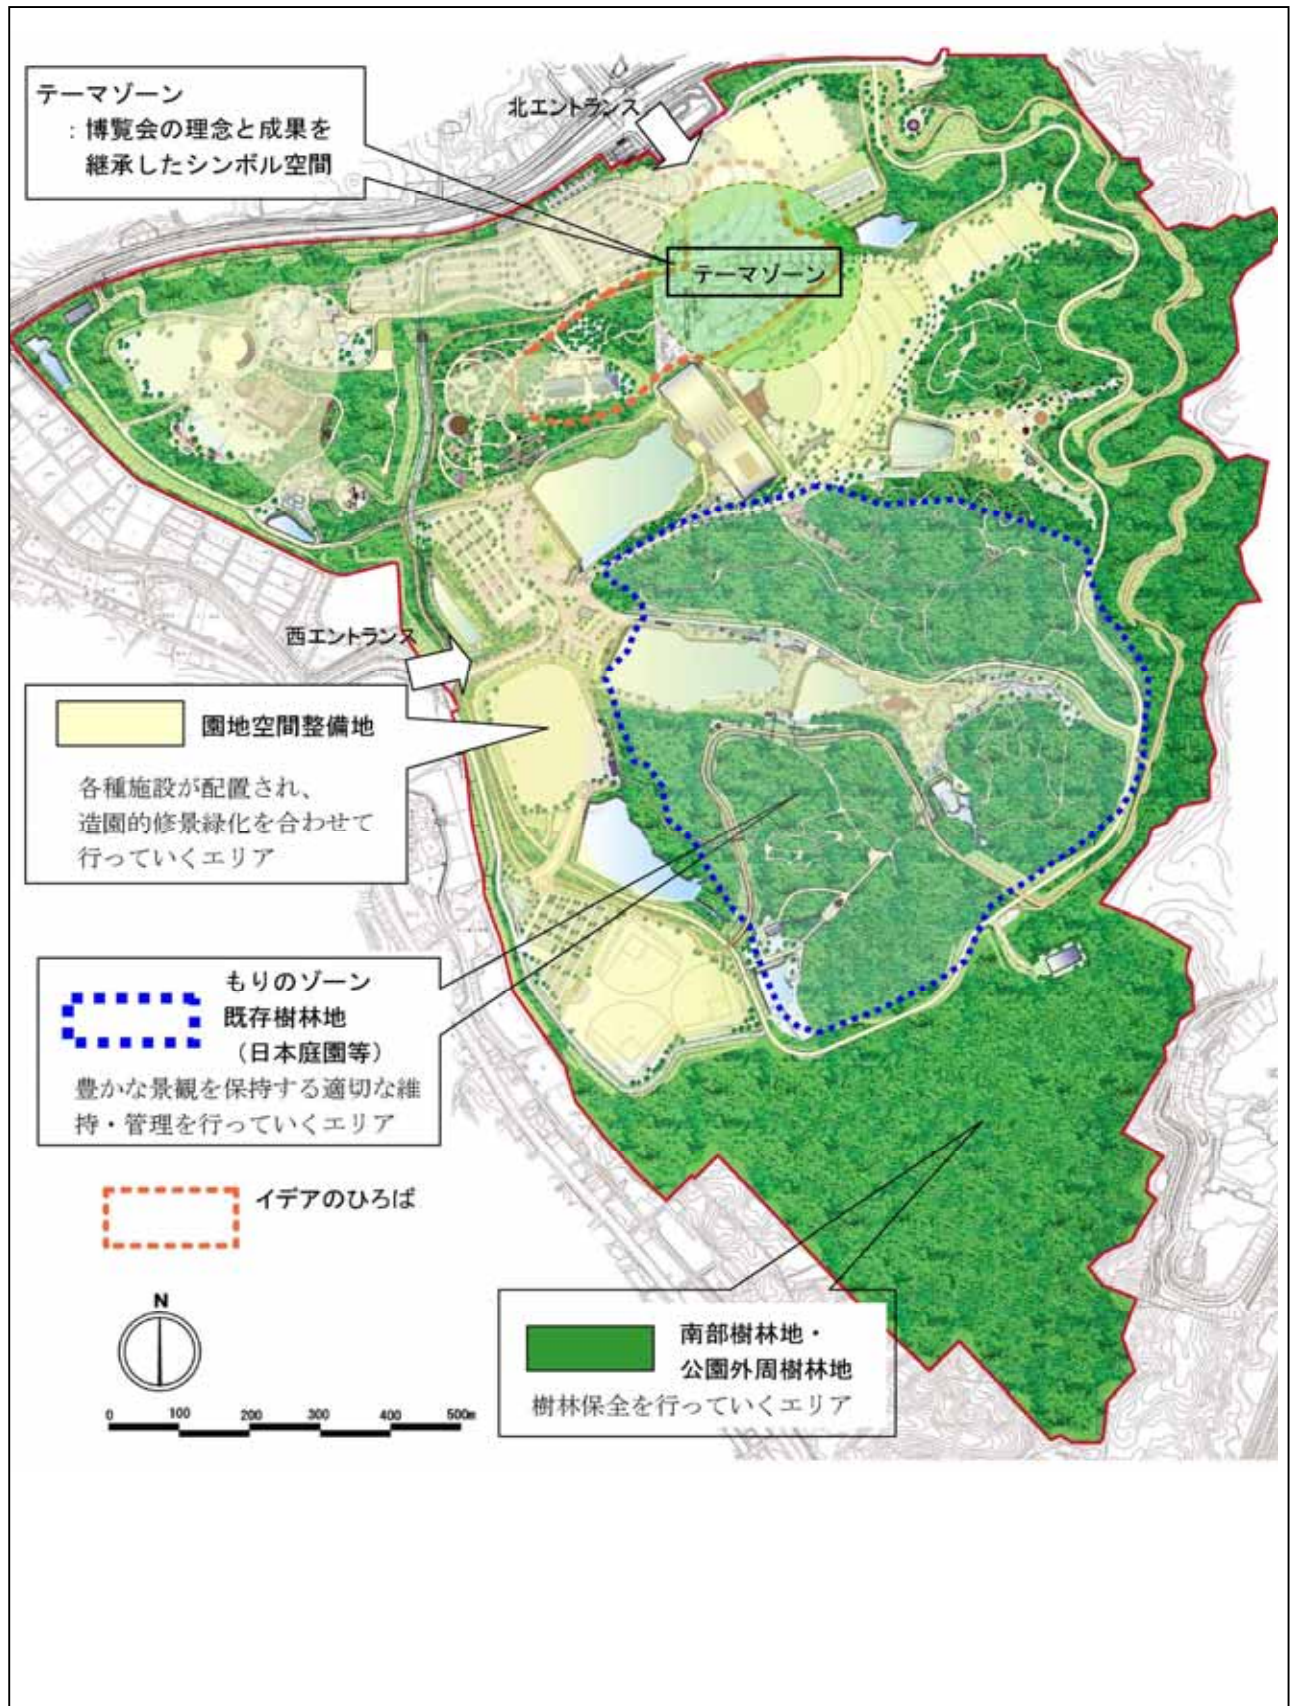 テーマゾーン
：博覧会の理念と成果を
継承したシンボル空間
北エントランス
テーマゾーン
西エントランス
園地空間整備地
各種施設が配置され、
造園的修景緑化を合わせて
行っていくエリア
もりのゾーン
既存樹林地
（日本庭園等）
豊かな景観を保持する適切な維
持・管理を行っていくエリア
イデアのひろば
N
0 100 200 300 400 500m
南部樹林地・
公園外周樹林地
樹林保全を行っていくエリア